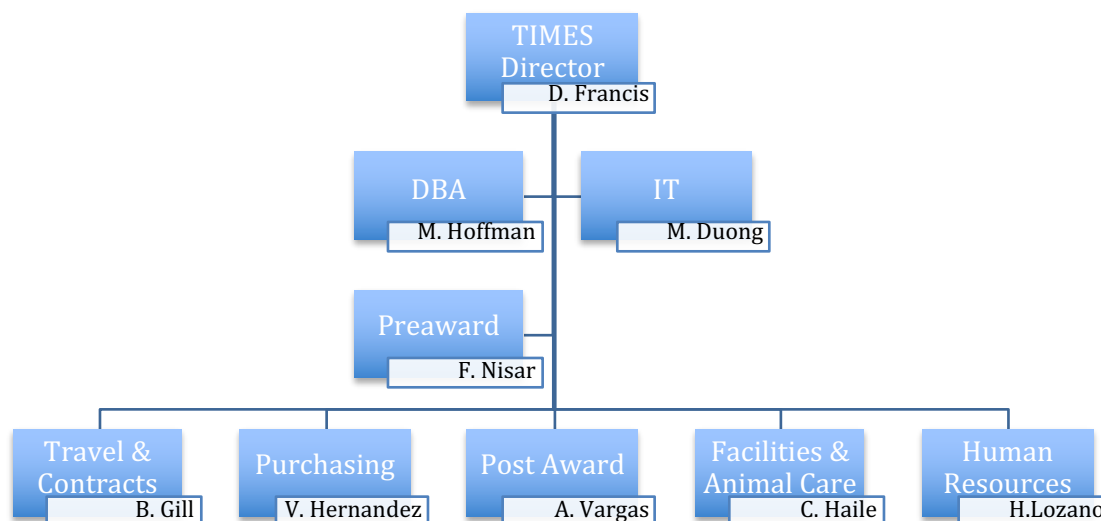 TIMES
Director
D. Francis
DBA
M. Hoffman
IT
M. Duong
Preaward
F. Nisar
Travel &
Contracts
B. Gill
Purchasing
V. Hernandez
Post Award
A. Vargas
Facilities &
Animal Care
C. Haile
Human
Resources
H.Lozano